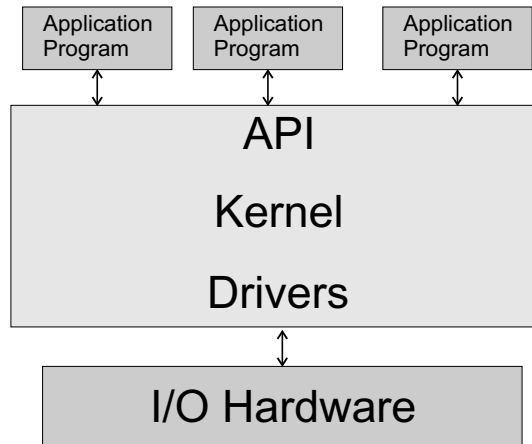 Application
Program
Application
Program
Application
Program
API
Kernel
Drivers
I/O Hardware